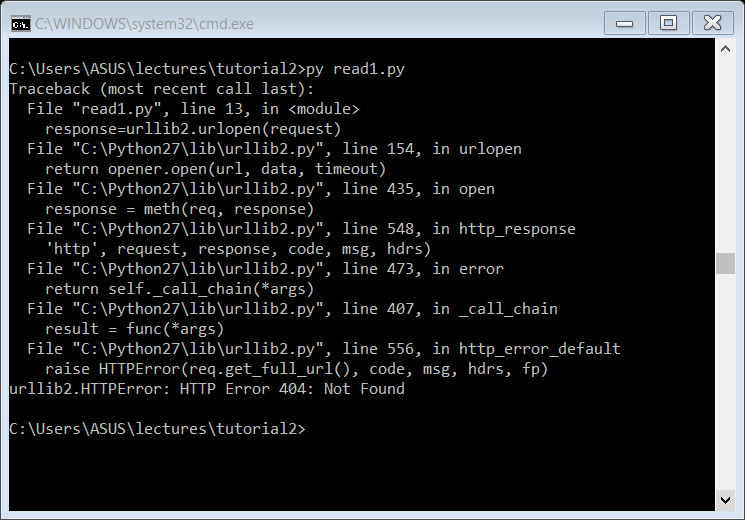 C:\WINDOWS\system32\cmd.exe
C:\Users\ASUS\lectures\tutorial2>py read1.py
Traceback (most recent call last):
  File "read1.py", line 13, in <module>
    response=urllib2.urlopen(request)
  File "C:\Python27\lib\urllib2.py", line 154, in urlopen
    return opener.open(url, data, timeout)
  File "C:\Python27\lib\urllib2.py", line 435, in open
    response = meth(req, response)
  File "C:\Python27\lib\urllib2.py", line 548, in http_response
    'http', request, response, code, msg, hdrs)
  File "C:\Python27\lib\urllib2.py", line 473, in error
    return self._call_chain(*args)
  File "C:\Python27\lib\urllib2.py", line 407, in _call_chain
    result = func(*args)
  File "C:\Python27\lib\urllib2.py", line 556, in http_error_default
    raise HTTPError(req.get_full_url(), code, msg, hdrs, fp)
urllib2.HTTPError: HTTP Error 404: Not Found
C:\Users\ASUS\lectures\tutorial2>